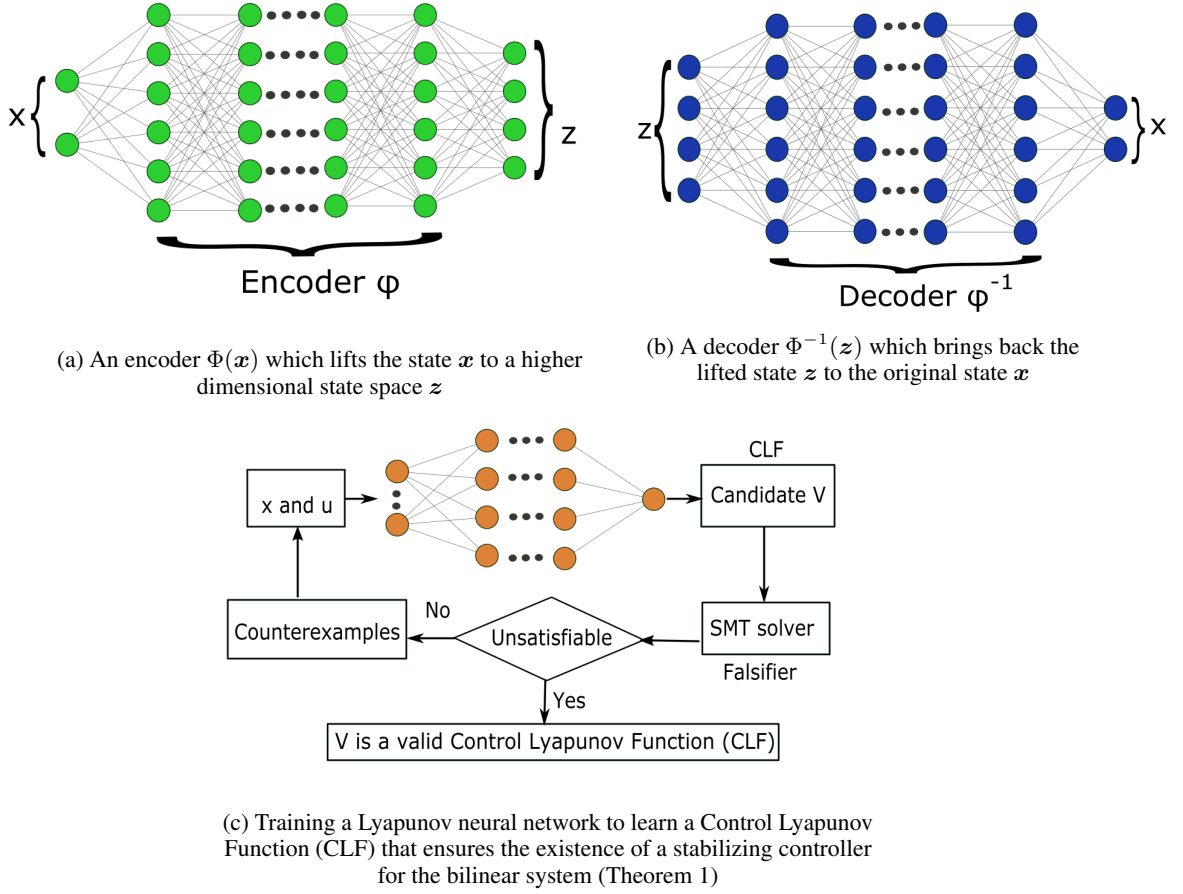 x
z
Encoder φ
z
x
Decoder φ⁻¹
(a) An encoder Φ(x) which lifts the state x to a higher
dimensional state space z
(b) A decoder Φ⁻¹(z) which brings back the
lifted state z to the original state x
x and u
CLF
Candidate V
SMT solver
Falsifier
Unsatisfiable
No
Counterexamples
Yes
V is a valid Control Lyapunov Function (CLF)
(c) Training a Lyapunov neural network to learn a Control Lyapunov
Function (CLF) that ensures the existence of a stabilizing controller
for the bilinear system (Theorem 1)